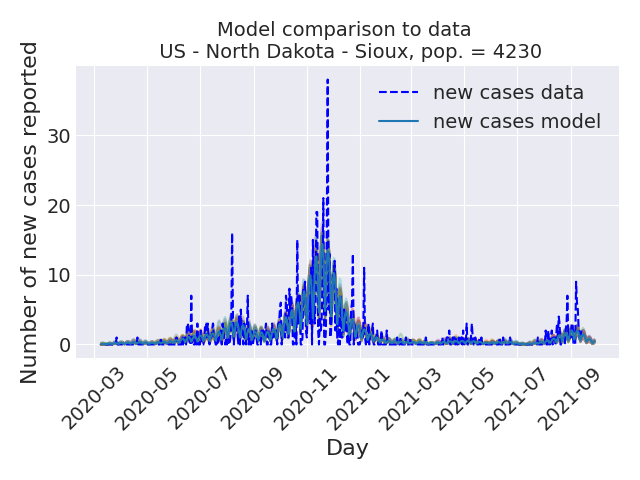 Model comparison to data
US - North Dakota - Sioux, pop. = 4230
Number of new cases reported
30
20
10
0
new cases data
new cases model
2020-03
2020-05
2020-07
2020-09
2020-11
2021-01
2021-03
2021-05
2021-07
2021-09
Day